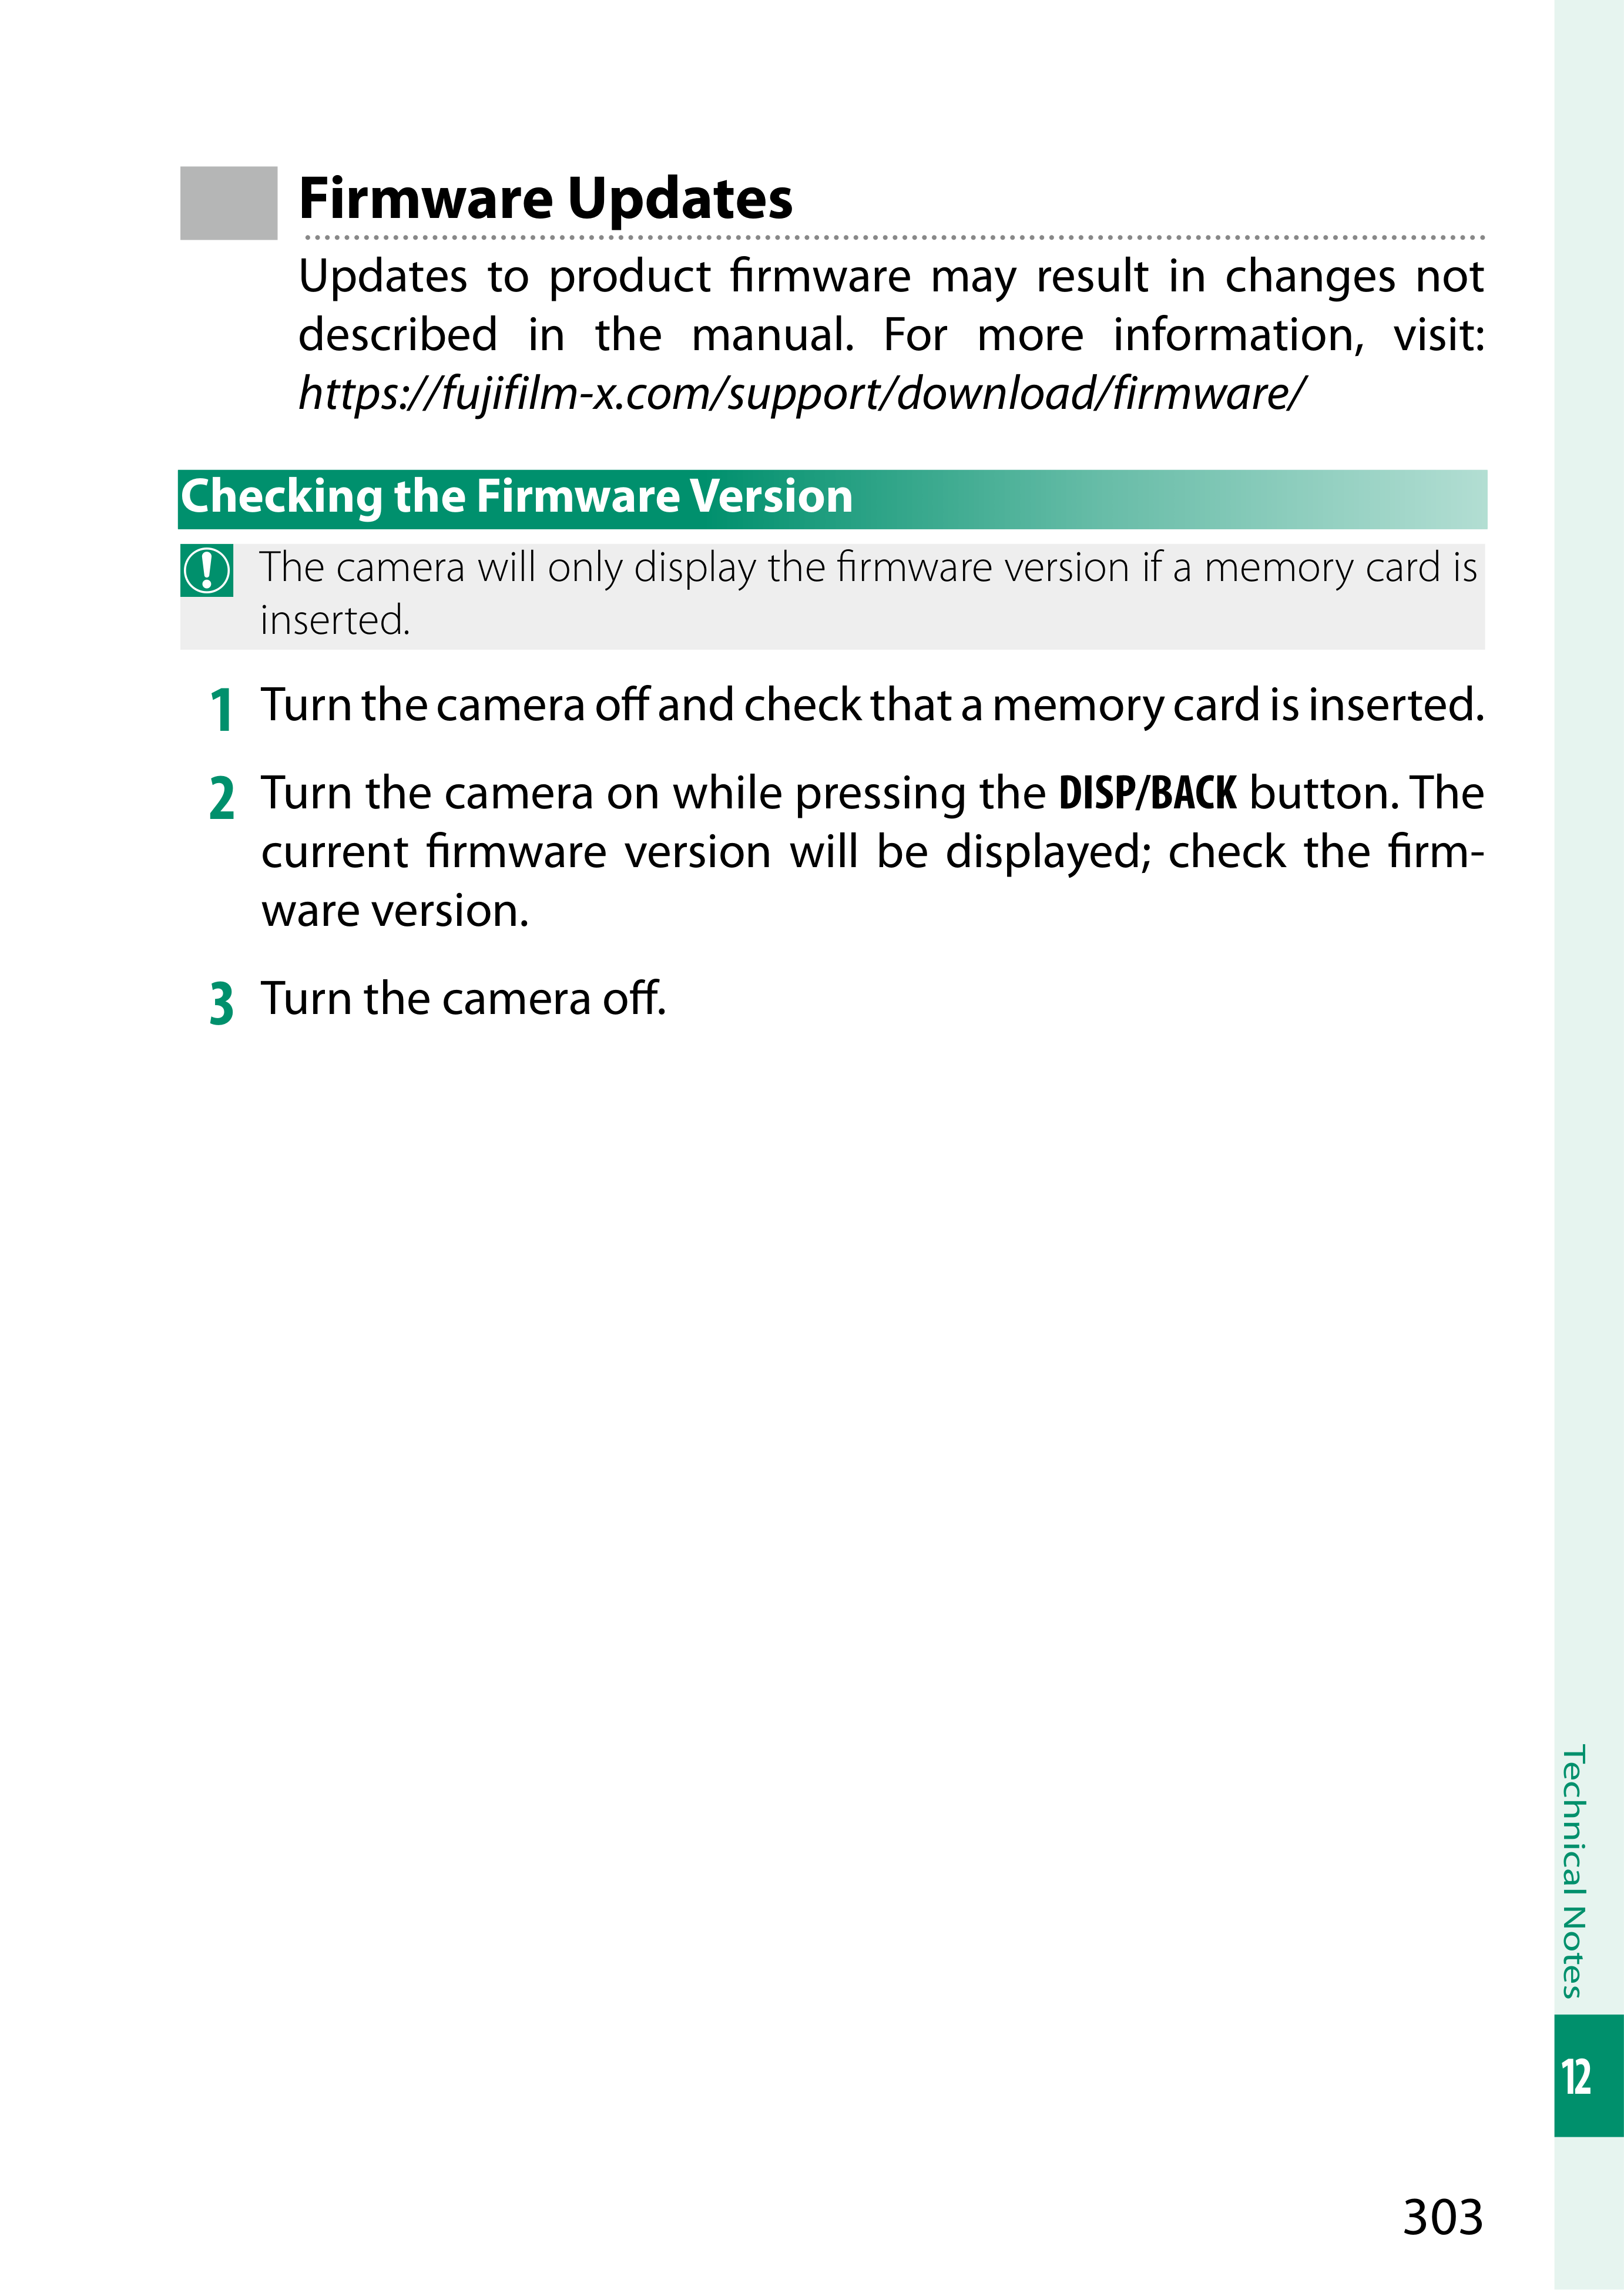 Firmware Updates
Updates to product firmware may result in changes not
described in the manual. For more information, visit:
https://fujifilm-x.com/support/download/firmware/
Checking the Firmware Version
The camera will only display the firmware version if a memory card is
inserted.
1 Turn the camera off and check that a memory card is inserted.
2 Turn the camera on while pressing the DISP/BACK button. The
current firmware version will be displayed; check the firm-
ware version.
3 Turn the camera off.
Technical Notes
12
303